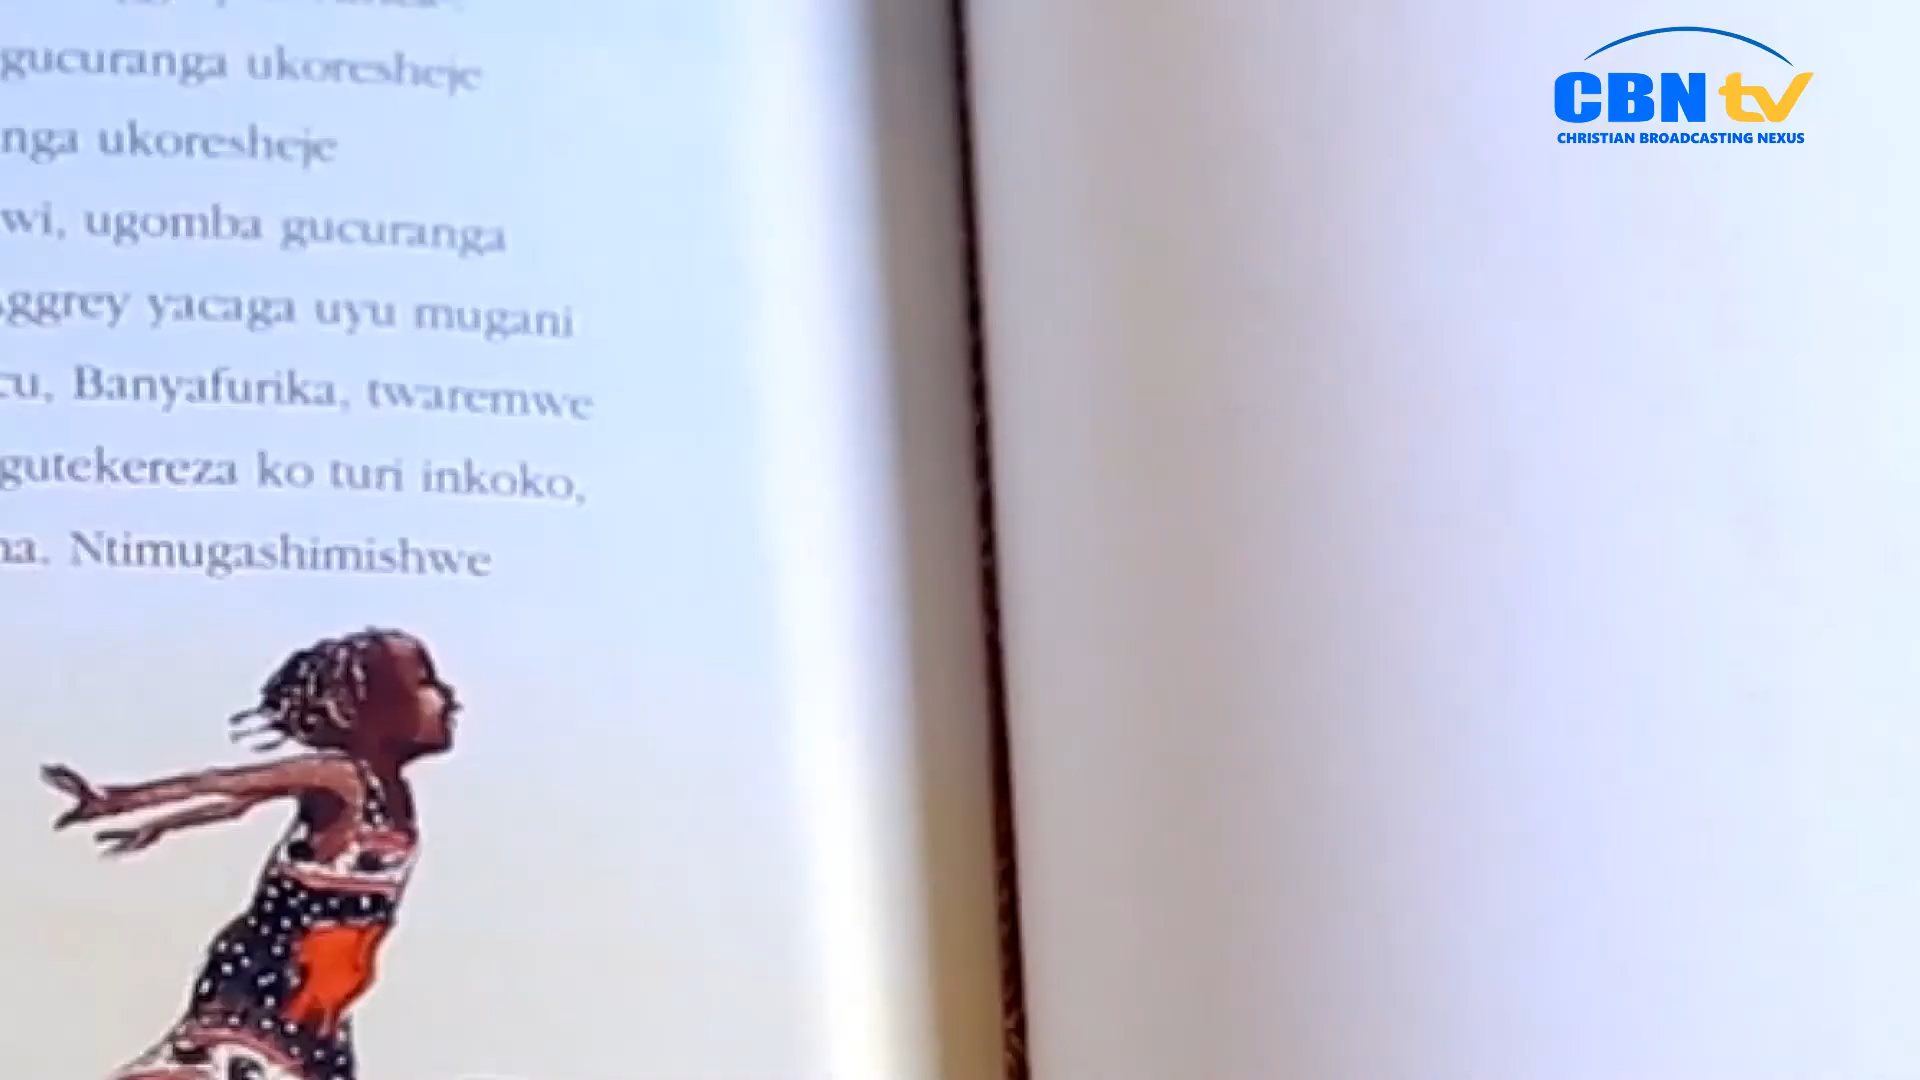 gucuranga ukoresheje
nga ukoresheje
wi, ugomba gucuranga
ggrey yacaga uyu mugani
cu, Banyafurika, twaremwe
gutekereza ko turi inkoko,
na. Ntimugashimishwe
CBN tv
CHRISTIAN BROADCASTING NEXUS